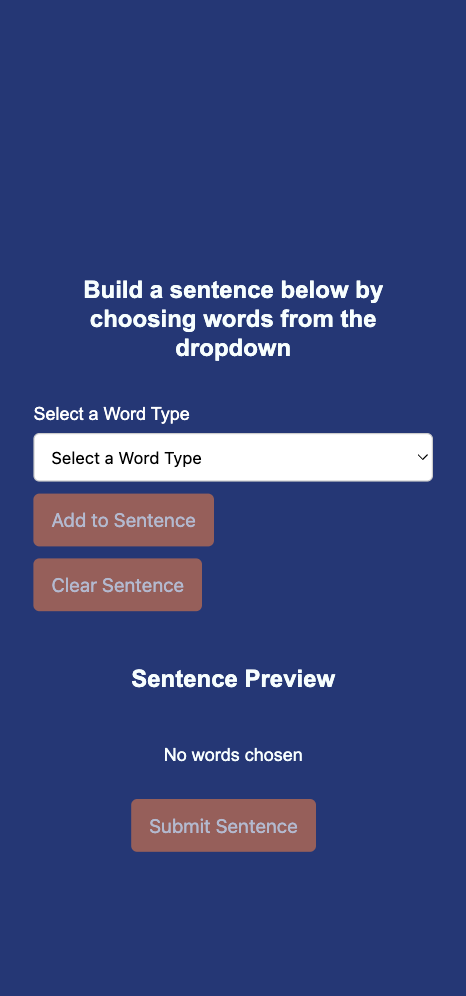 Build a sentence below by
choosing words from the
dropdown
Select a Word Type
Select a Word Type
Add to Sentence
Clear Sentence
Sentence Preview
No words chosen
Submit Sentence